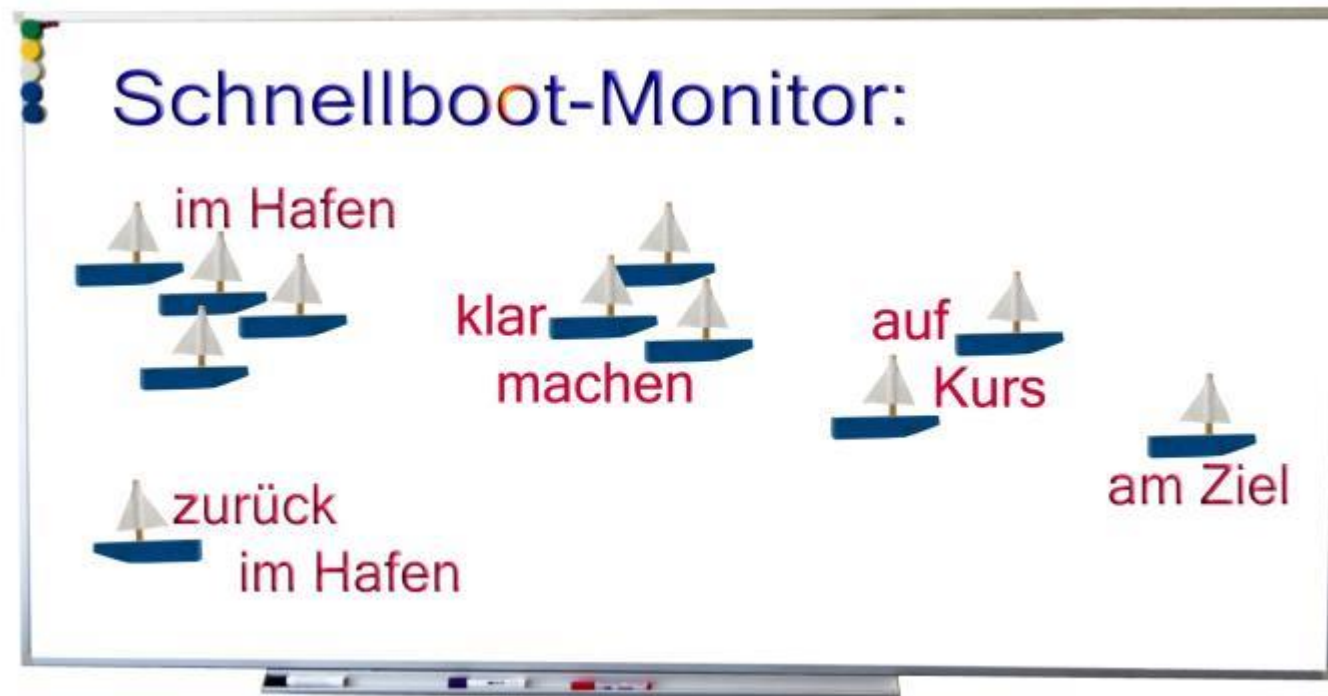 Schnellboot-Monitor:
im Hafen
klar
machen
auf
Kurs
am Ziel
zurück
im Hafen